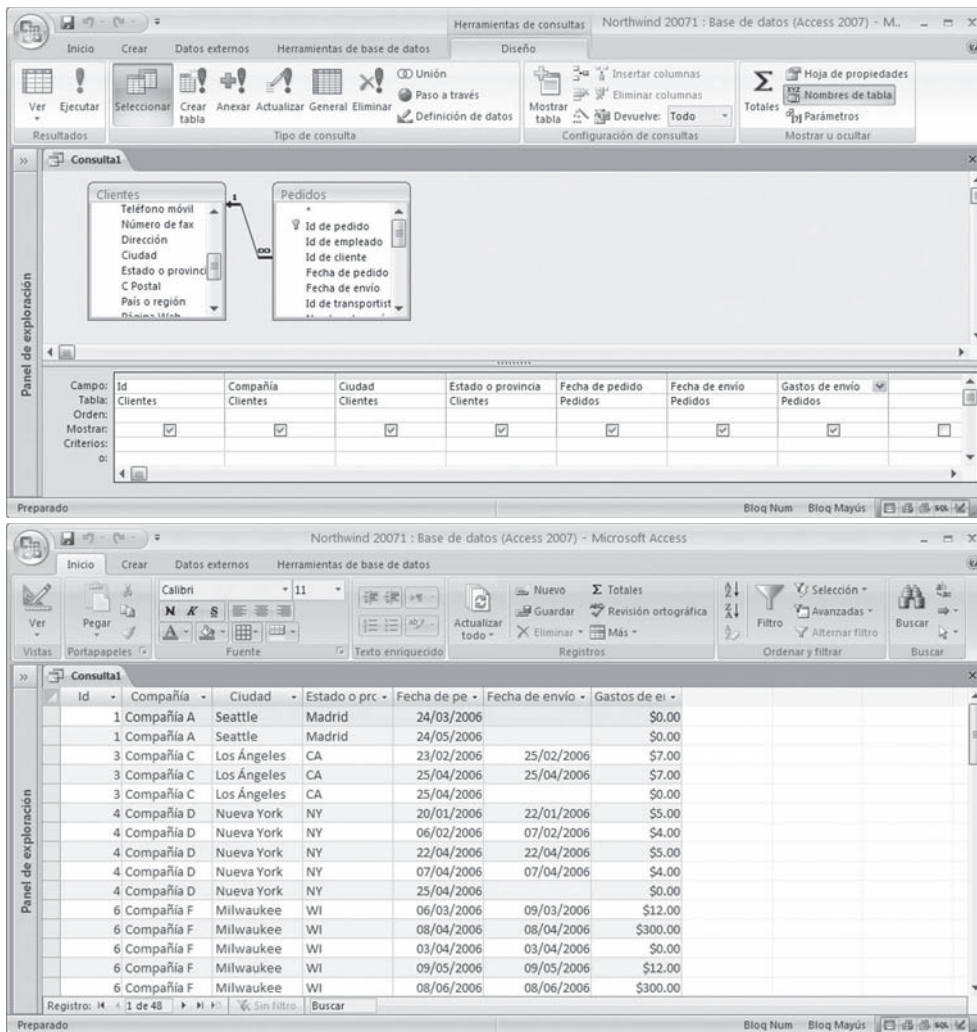 Herramientas de consultas Northwind 20071 : Base de datos (Access 2007) - M..
Inicio Crear Datos externos Herramientas de base de datos Diseño
Ver
Ejecutar
Seleccionar
Crear tabla
Anexar
Actualizar
General
Eliminar
Unión
Paso a través
Definición de datos
Mostrar tabla
Insertar columnas
Eliminar columnas
Devuelve: Todo
Totales
Hoja de propiedades
Nombres de tabla
Parámetros
Resultados Tipo de consulta Configuración de consultas Mostrar u ocultar
Consulta1
Panel de exploración
Clientes
Teléfono móvil
Número de fax
Dirección
Ciudad
Estado o provinci
C Postal
País o región
Página Web
1
∞
Pedidos
*
Id de pedido
Id de empleado
Id de cliente
Fecha de pedido
Fecha de envío
Id de transportist
Campo: Id Compañía Ciudad Estado o provincia Fecha de pedido Fecha de envío Gastos de envío
Tabla: Clientes Clientes Clientes Clientes Pedidos Pedidos Pedidos
Orden:
Mostrar:
Criterios:
o:
Preparado Bloq Num Bloq Mayús SQL
Northwind 20071 : Base de datos (Access 2007) - Microsoft Access
Inicio Crear Datos externos Herramientas de base de datos
Ver
Pegar
Calibri 11
N K S
Actualizar todo
Nuevo
Guardar
Eliminar
Totales
Revisión ortográfica
Más
Filtro
Selección
Avanzadas
Alternar filtro
Buscar
Vistas Portapapeles Fuente Texto enriquecido Registros Ordenar y filtrar Buscar
Consulta1
Panel de exploración
Id Compañía Ciudad Estado o prc Fecha de pe Fecha de envío Gastos de e
1 Compañía A Seattle Madrid 24/03/2006 $0.00
1 Compañía A Seattle Madrid 24/05/2006 $0.00
3 Compañía C Los Ángeles CA 23/02/2006 25/02/2006 $7.00
3 Compañía C Los Ángeles CA 25/04/2006 25/04/2006 $7.00
3 Compañía C Los Ángeles CA 25/04/2006 $0.00
4 Compañía D Nueva York NY 20/01/2006 22/01/2006 $5.00
4 Compañía D Nueva York NY 06/02/2006 07/02/2006 $4.00
4 Compañía D Nueva York NY 22/04/2006 22/04/2006 $5.00
4 Compañía D Nueva York NY 07/04/2006 07/04/2006 $4.00
4 Compañía D Nueva York NY 25/04/2006 $0.00
6 Compañía F Milwaukee WI 06/03/2006 09/03/2006 $12.00
6 Compañía F Milwaukee WI 08/04/2006 08/04/2006 $300.00
6 Compañía F Milwaukee WI 03/04/2006 03/04/2006 $0.00
6 Compañía F Milwaukee WI 09/05/2006 09/05/2006 $12.00
6 Compañía F Milwaukee WI 08/06/2006 08/06/2006 $300.00
Registro: 1 de 48 Sin filtro Buscar
Preparado Bloq Num Bloq Mayús SQL